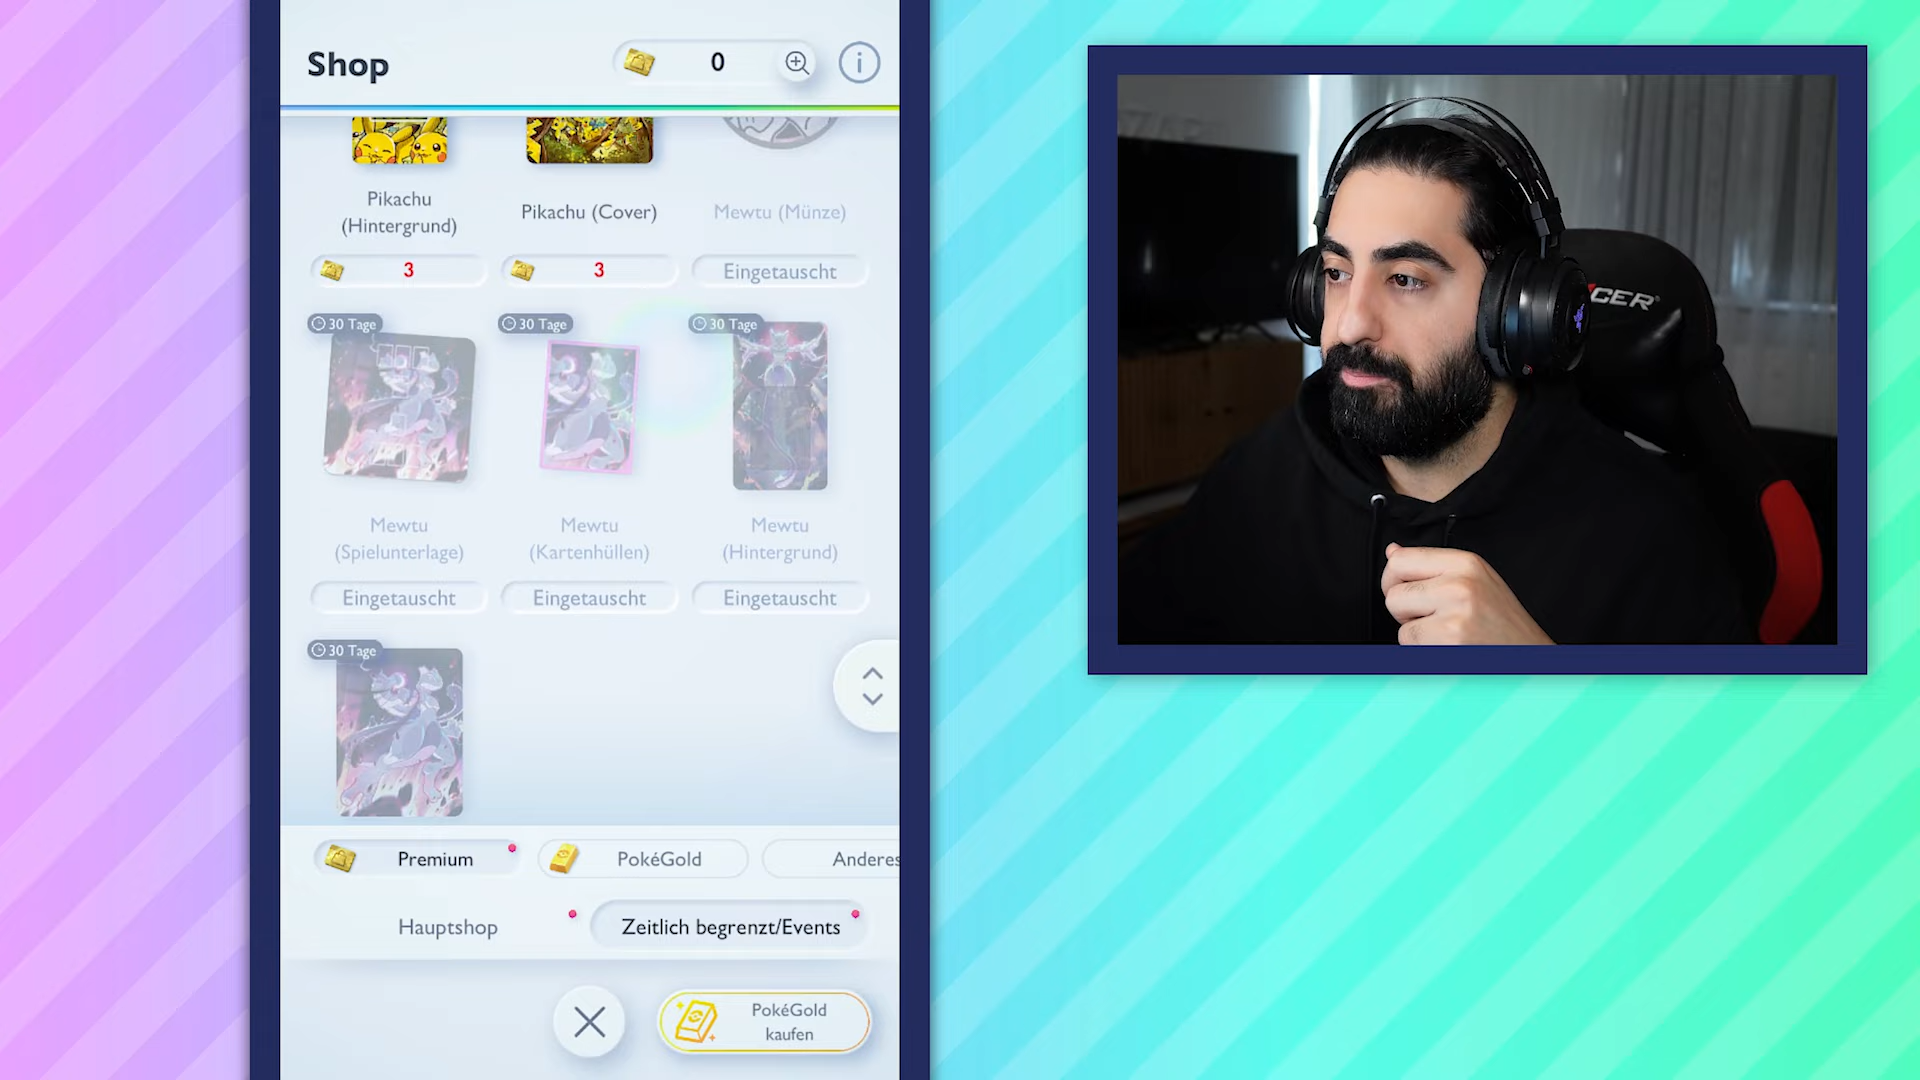 Shop
0
Pikachu
(Hintergrund)
Pikachu (Cover)
Mewtu (Münze)
3
3
Eingetauscht
30 Tage
30 Tage
30 Tage
Mewtu
(Spielunterlage)
Mewtu
(Kartenhüllen)
Mewtu
(Hintergrund)
Eingetauscht
Eingetauscht
Eingetauscht
30 Tage
Premium
PokéGold
Anderes
Hauptshop
Zeitlich begrenzt/Events
PokéGold
kaufen